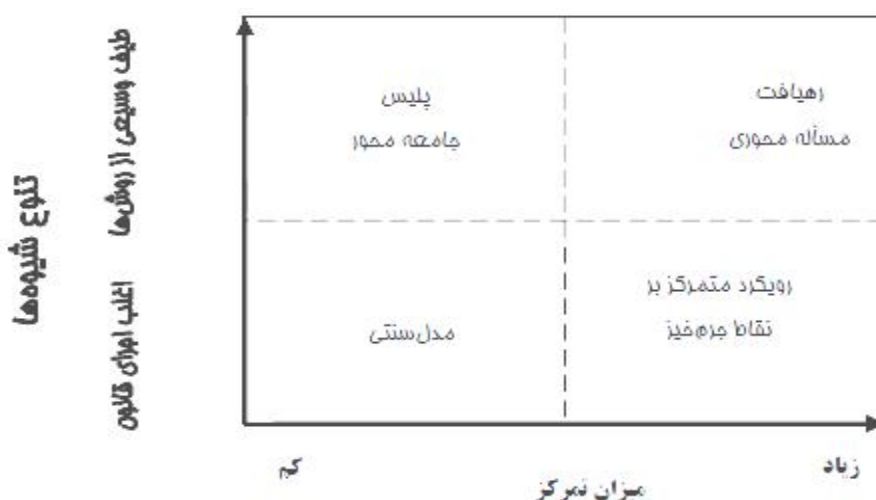 تنوع شیوه‌ها
طیف وسیعی از روش‌ها
اغلب اجرای قانون
رهیافت
مسأله محوری
پلیس
جامعه محور
رویکرد متمرکز بر
نقاط جرم‌خیز
مدل سنتی
کم
زیاد
میزان تمرکز